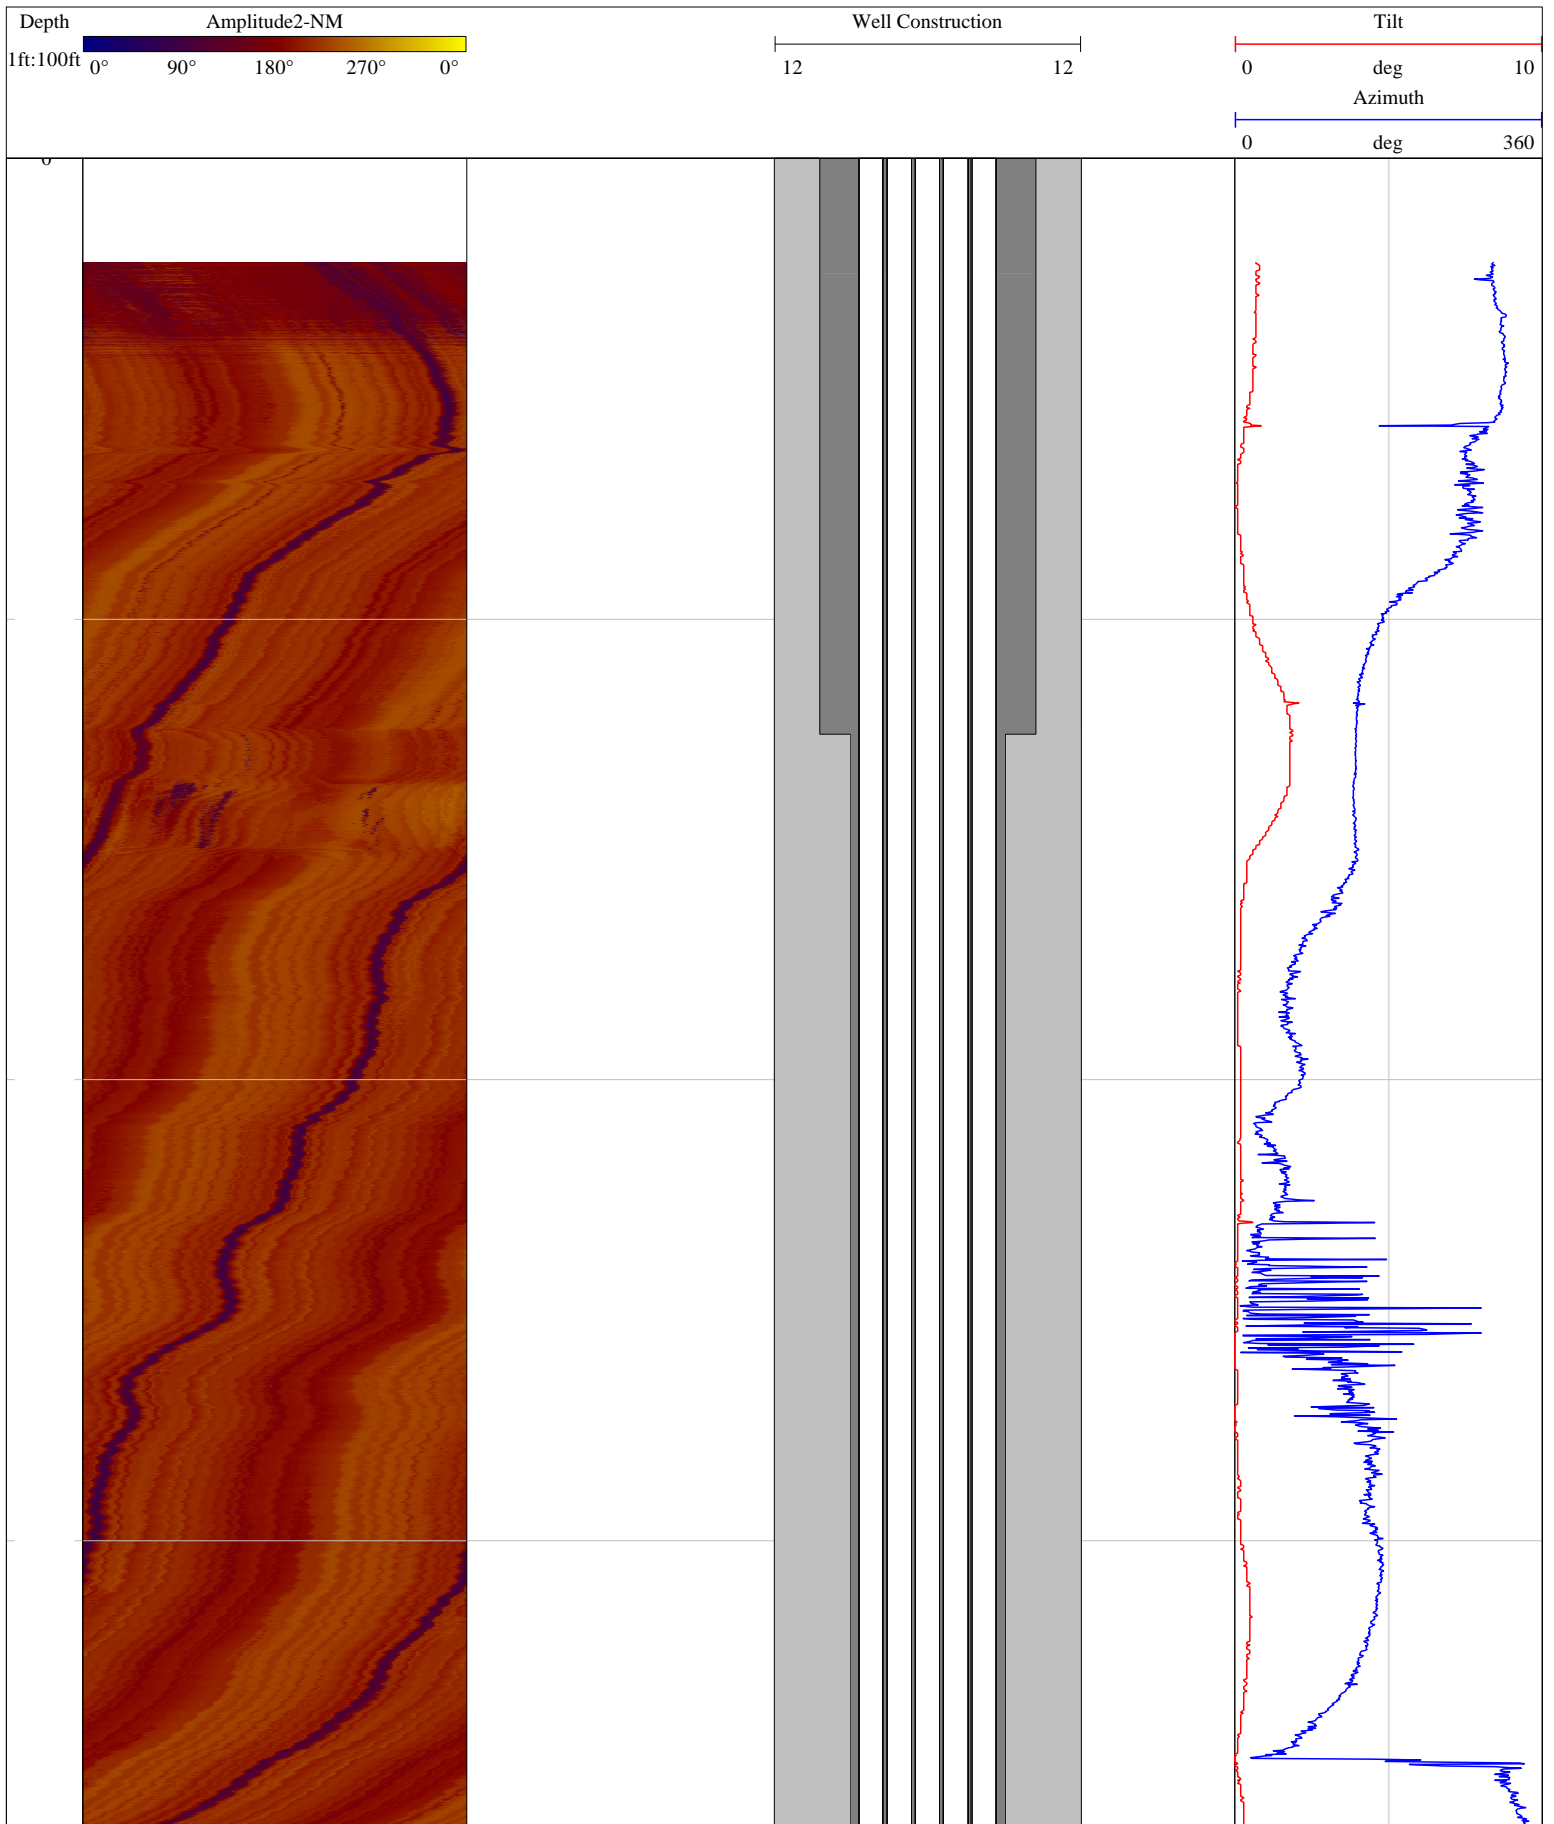 Depth Amplitude2-NM Well Construction Tilt
1ft:100ft 0° 90° 180° 270° 0° 12 12 0 deg 10
Azimuth
0 deg 360
0